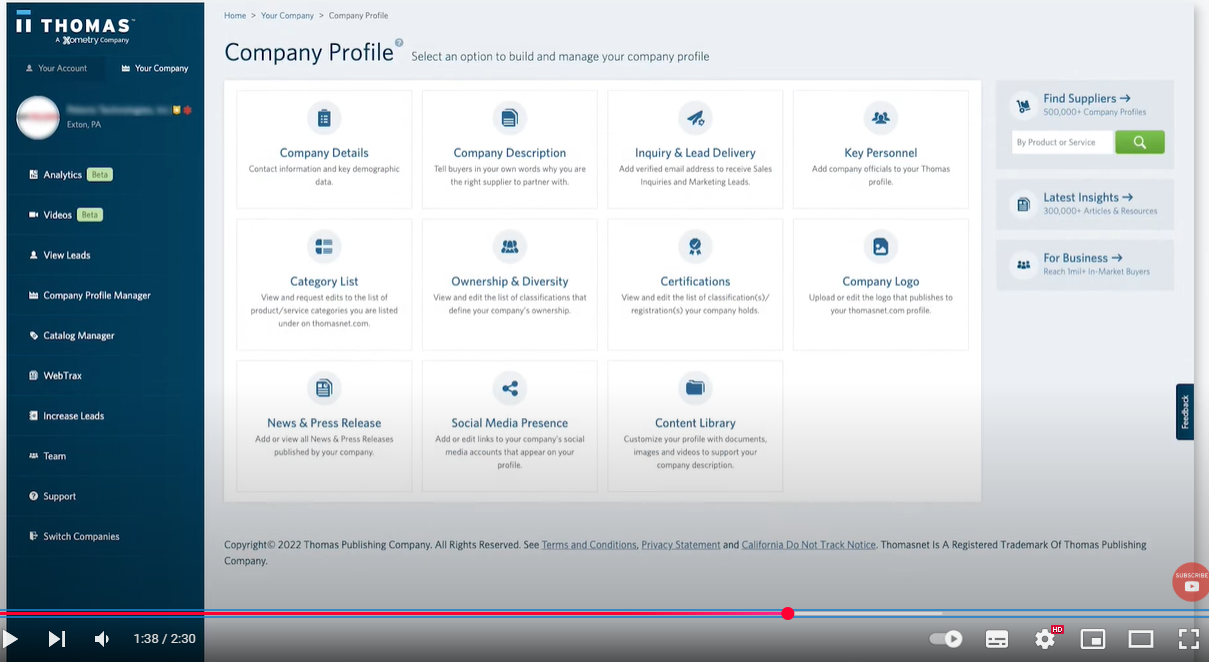 THOMAS™
A Xometry Company
Your Account
Your Company
Exton, PA
Analytics Beta
Videos Beta
View Leads
Company Profile Manager
Catalog Manager
WebTrax
Increase Leads
Team
Support
Switch Companies
Home > Your Company > Company Profile
Company Profile ? Select an option to build and manage your company profile
Company Details
Contact information and key demographic
data.
Company Description
Tell buyers in your own words why you are
the right supplier to partner with.
Inquiry & Lead Delivery
Add verified email address to receive Sales
Inquiries and Marketing Leads.
Key Personnel
Add company officials to your Thomas
profile.
Category List
View and request edits to the list of
product/service categories you are listed
under on thomasnet.com.
Ownership & Diversity
View and edit the list of classifications that
define your company's ownership.
Certifications
View and edit the list of classification(s)/
registration(s) your company holds.
Company Logo
Upload or edit the logo that publishes to
your thomasnet.com profile.
News & Press Release
Add or view all News & Press Releases
published by your company.
Social Media Presence
Add or edit links to your company's social
media accounts that appear on your
profile.
Content Library
Customize your profile with documents,
images and videos to support your
company description.
Find Suppliers →
500,000+ Company Profiles
By Product or Service
Latest Insights →
300,000+ Articles & Resources
For Business →
Reach 1mil+ In-Market Buyers
Feedback
Copyright© 2022 Thomas Publishing Company. All Rights Reserved. See Terms and Conditions, Privacy Statement and California Do Not Track Notice. Thomasnet Is A Registered Trademark Of Thomas Publishing
Company.
SUBSCRIBE
1:38 / 2:30
HD